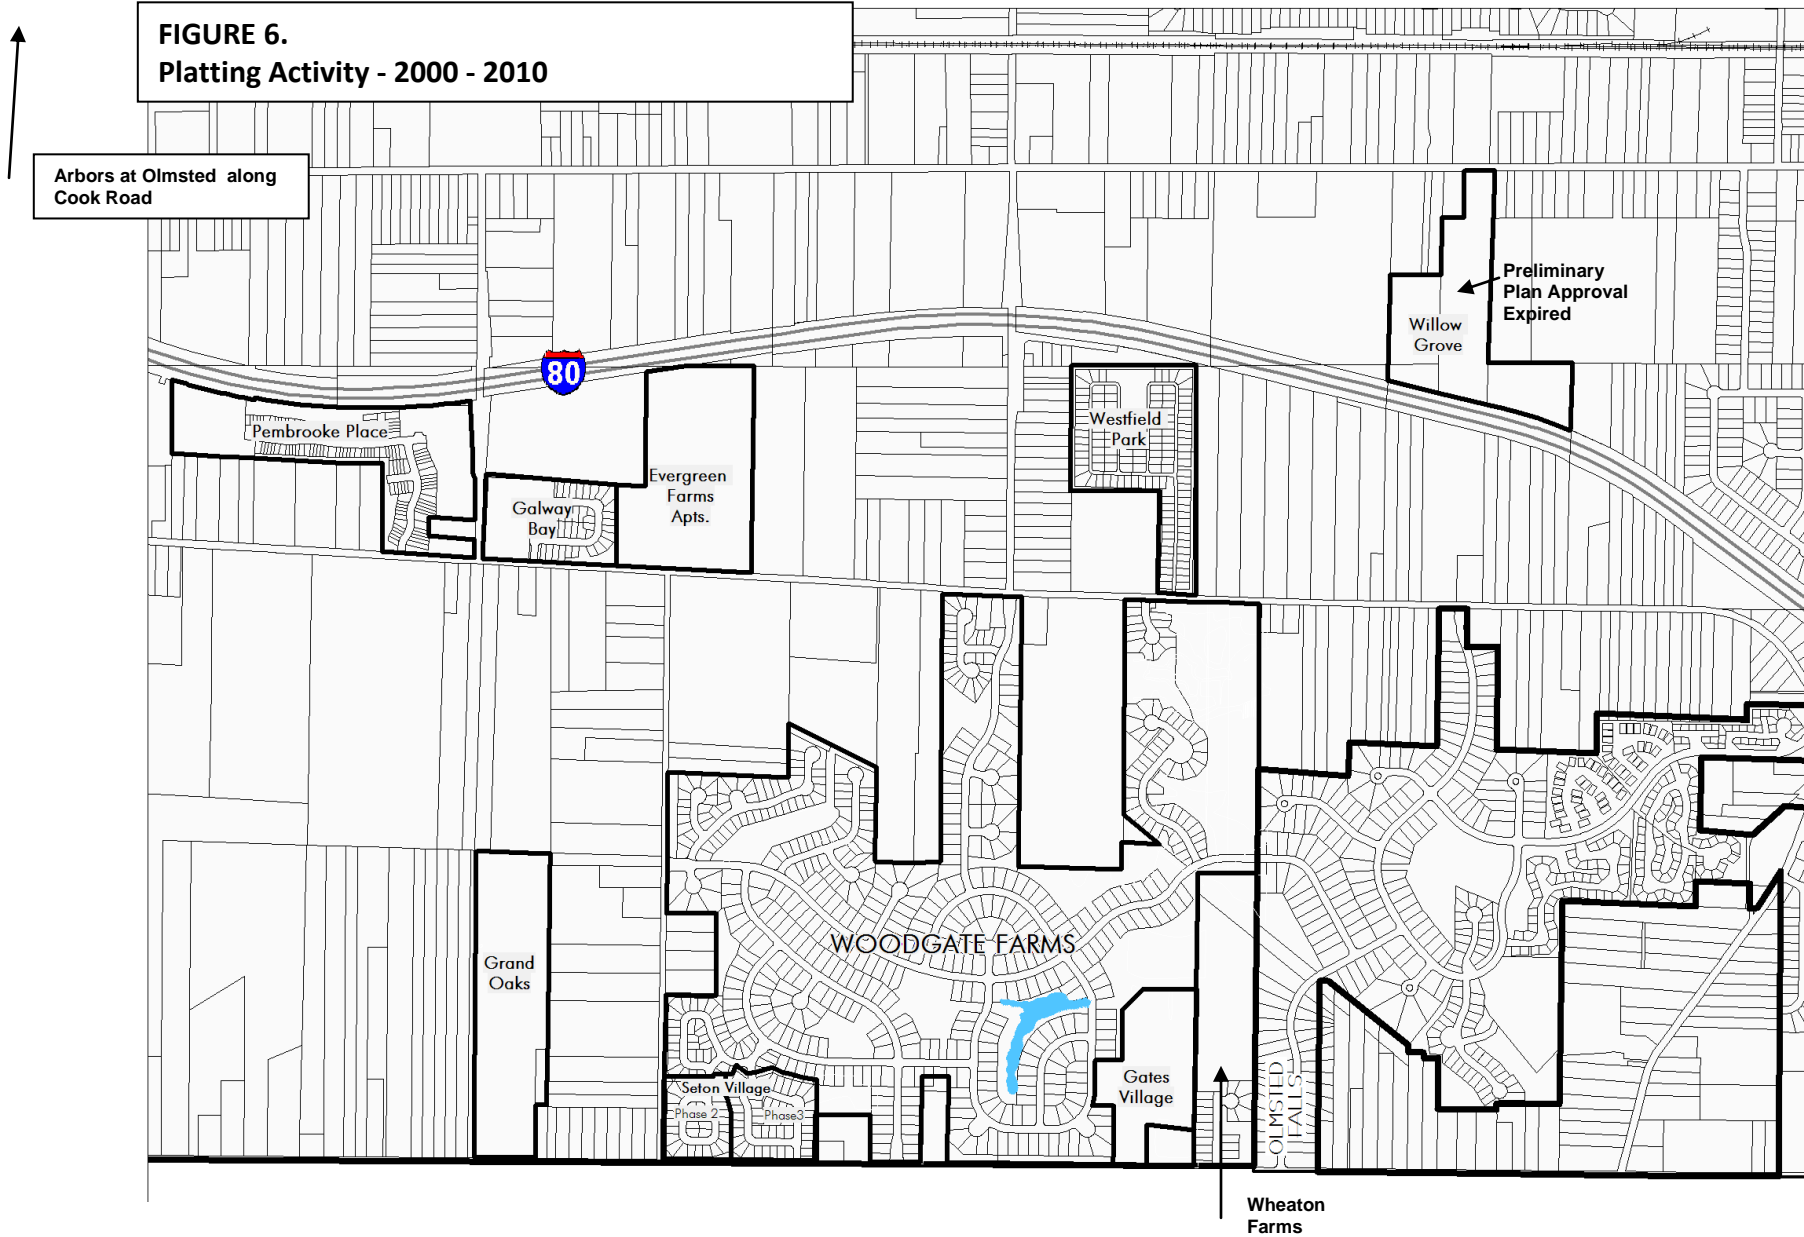 FIGURE 6.
Platting Activity - 2000 - 2010
Arbors at Olmsted along
Cook Road
Preliminary
Plan Approval
Expired
Willow
Grove
80
Pembrooke Place
Westfield
Park
Evergreen
Farms
Apts.
Galway
Bay
WOODGATE FARMS
Grand
Oaks
Seton Village
Phase 2
Phase3
Gates
Village
OLMSTED
FALLS
Wheaton
Farms